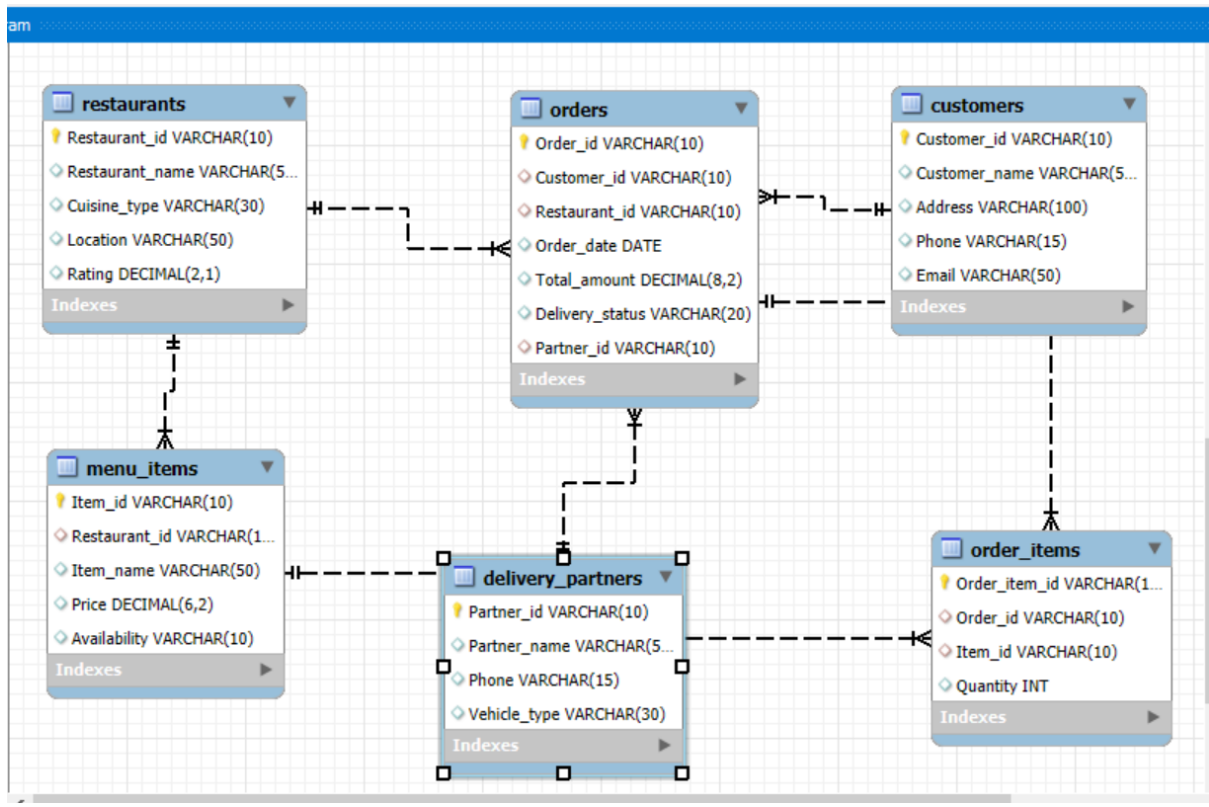 am
restaurants
Restaurant_id VARCHAR(10)
Restaurant_name VARCHAR(5...
Cuisine_type VARCHAR(30)
Location VARCHAR(50)
Rating DECIMAL(2,1)
Indexes
orders
Order_id VARCHAR(10)
Customer_id VARCHAR(10)
Restaurant_id VARCHAR(10)
Order_date DATE
Total_amount DECIMAL(8,2)
Delivery_status VARCHAR(20)
Partner_id VARCHAR(10)
Indexes
customers
Customer_id VARCHAR(10)
Customer_name VARCHAR(5...
Address VARCHAR(100)
Phone VARCHAR(15)
Email VARCHAR(50)
Indexes
menu_items
Item_id VARCHAR(10)
Restaurant_id VARCHAR(1...
Item_name VARCHAR(50)
Price DECIMAL(6,2)
Availability VARCHAR(10)
Indexes
delivery_partners
Partner_id VARCHAR(10)
Partner_name VARCHAR(5...
Phone VARCHAR(15)
Vehicle_type VARCHAR(30)
Indexes
order_items
Order_item_id VARCHAR(1...
Order_id VARCHAR(10)
Item_id VARCHAR(10)
Quantity INT
Indexes